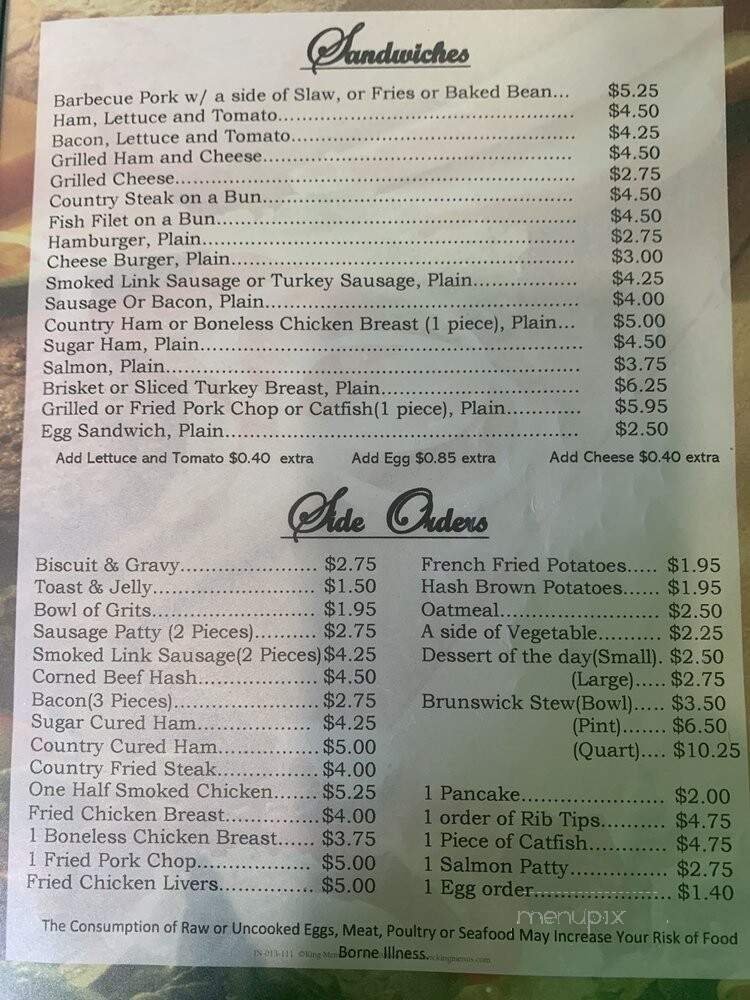 Sandwiches
Barbecue Pork w/ a side of Slaw, or Fries or Baked Bean... $5.25
Ham, Lettuce and Tomato................................................ $4.50
Bacon, Lettuce and Tomato.............................................. $4.25
Grilled Ham and Cheese.................................................. $4.50
Grilled Cheese................................................................. $2.75
Country Steak on a Bun.................................................. $4.50
Fish Filet on a Bun.......................................................... $4.50
Hamburger, Plain............................................................ $2.75
Cheese Burger, Plain....................................................... $3.00
Smoked Link Sausage or Turkey Sausage, Plain................. $4.25
Sausage Or Bacon, Plain.................................................. $4.00
Country Ham or Boneless Chicken Breast (1 piece), Plain... $5.00
Sugar Ham, Plain............................................................ $4.50
Salmon, Plain.................................................................. $3.75
Brisket or Sliced Turkey Breast, Plain................................ $6.25
Grilled or Fried Pork Chop or Catfish(1 piece), Plain............ $5.95
Egg Sandwich, Plain........................................................ $2.50
Add Lettuce and Tomato $0.40 extra Add Egg $0.85 extra Add Cheese $0.40 extra
Side Orders
Biscuit & Gravy...................... $2.75
Toast & Jelly.......................... $1.50
Bowl of Grits.......................... $1.95
Sausage Patty (2 Pieces).......... $2.75
Smoked Link Sausage(2 Pieces)$4.25
Corned Beef Hash................... $4.50
Bacon(3 Pieces)....................... $2.75
Sugar Cured Ham................... $4.25
Country Cured Ham................ $5.00
Country Fried Steak................ $4.00
One Half Smoked Chicken....... $5.25
Fried Chicken Breast............... $4.00
1 Boneless Chicken Breast...... $3.75
1 Fried Pork Chop................... $5.00
Fried Chicken Livers............... $5.00
French Fried Potatoes..... $1.95
Hash Brown Potatoes...... $1.95
Oatmeal......................... $2.50
A side of Vegetable.......... $2.25
Dessert of the day(Small). $2.50
(Large)..... $2.75
Brunswick Stew(Bowl)..... $3.50
(Pint)....... $6.50
(Quart).... $10.25
1 Pancake....................... $2.00
1 order of Rib Tips.......... $4.75
1 Piece of Catfish............ $4.75
1 Salmon Patty............... $2.75
1 Egg order...................... $1.40
menupix
The Consumption of Raw or Uncooked Eggs, Meat, Poultry or Seafood May Increase Your Risk of Food
Borne Illness.
IN-013-111 ©King Men